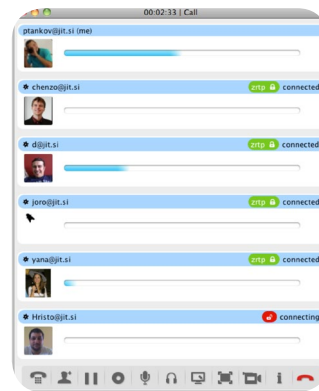 00:02:33 | Call
ptankov@jit.si (me)
chenzo@jit.si zrtp connected
d@jit.si zrtp connected
joro@jit.si zrtp connected
yana@jit.si zrtp connected
Hristo@jit.si connecting